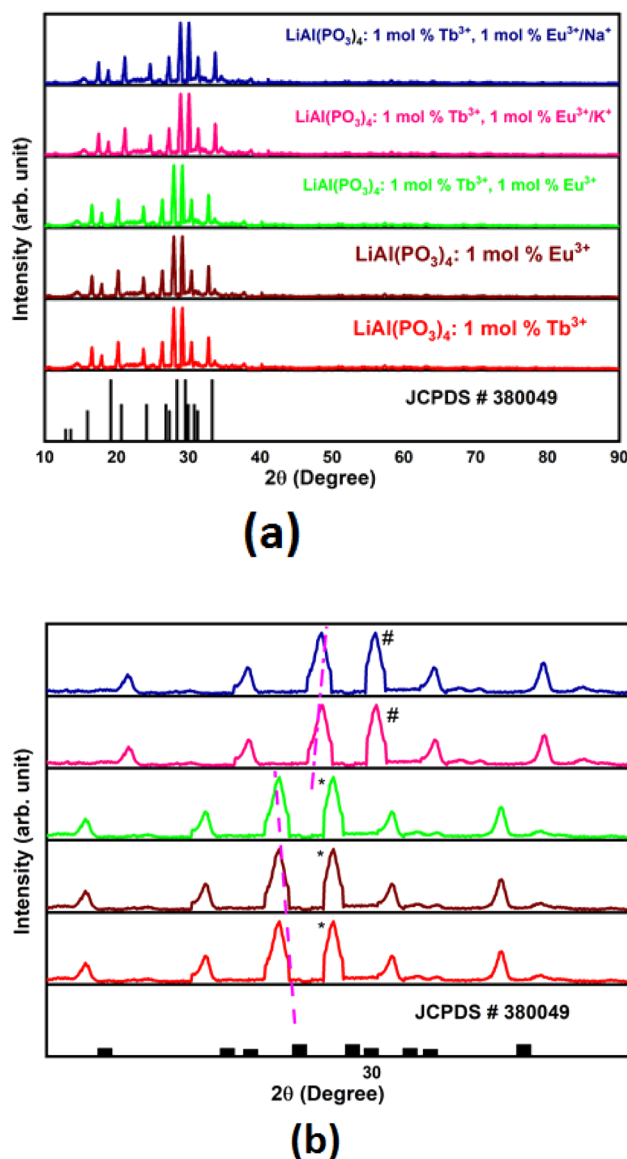 Intensity (arb. unit)
LiAl(PO₃)₄: 1 mol % Tb³⁺, 1 mol % Eu³⁺/Na⁺
LiAl(PO₃)₄: 1 mol % Tb³⁺, 1 mol % Eu³⁺/K⁺
LiAl(PO₃)₄: 1 mol % Tb³⁺, 1 mol % Eu³⁺
LiAl(PO₃)₄: 1 mol % Eu³⁺
LiAl(PO₃)₄: 1 mol % Tb³⁺
JCPDS # 380049
10 20 30 40 50 60 70 80 90
2θ (Degree)
(a)
Intensity (arb. unit)
#
#
*
*
*
JCPDS # 380049
30
2θ (Degree)
(b)